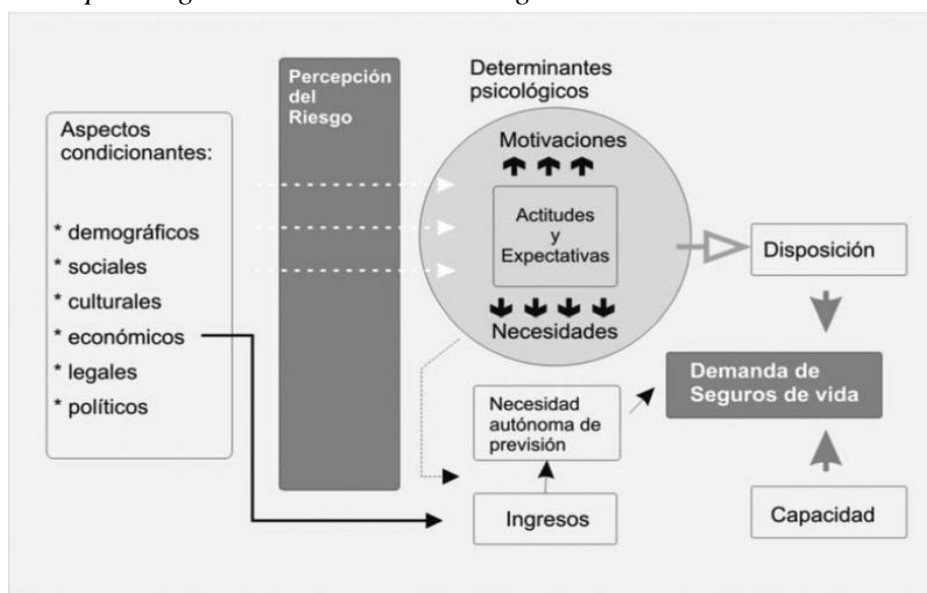 Percepción
del
Riesgo
Determinantes
psicológicos
Aspectos
condicionantes:
* demográficos
* sociales
* culturales
* económicos
* legales
* políticos
Motivaciones
Actitudes
y
Expectativas
Necesidades
Disposición
Demanda de
Seguros de vida
Necesidad
autónoma de
previsión
Ingresos
Capacidad